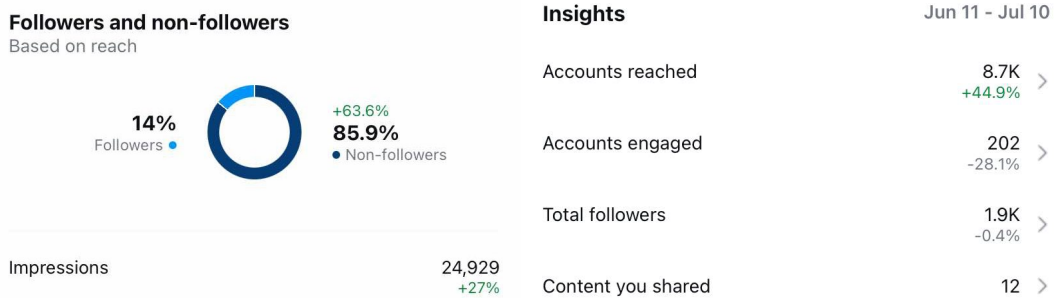 Followers and non-followers
Based on reach
14%
Followers
+63.6%
85.9%
Non-followers
Impressions
24,929
+27%
Insights
Jun 11 - Jul 10
Accounts reached
8.7K
+44.9%
Accounts engaged
202
-28.1%
Total followers
1.9K
-0.4%
Content you shared
12